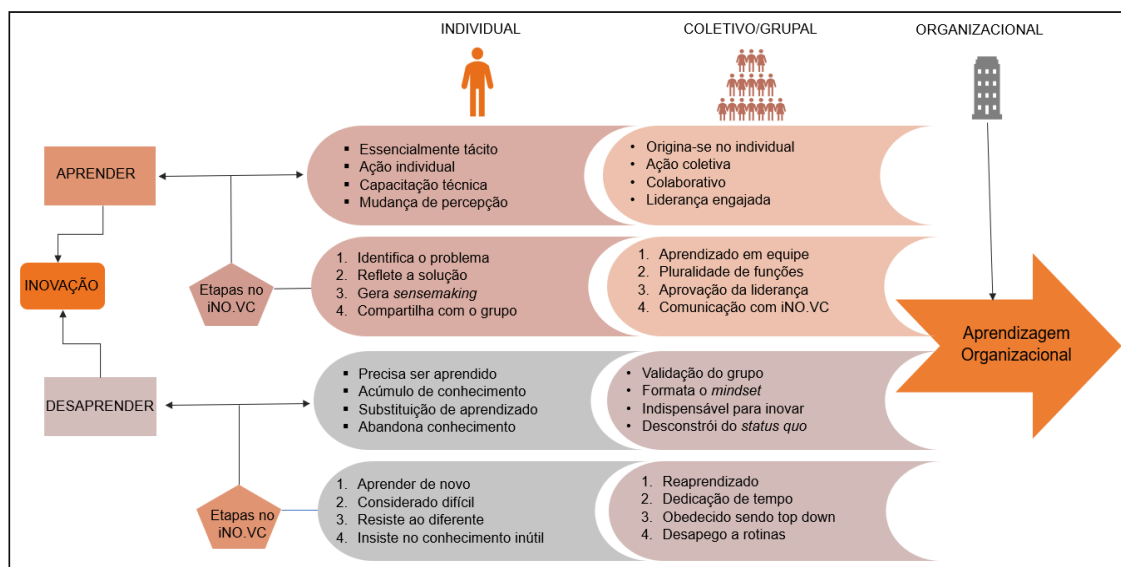 INDIVIDUAL
COLETIVO/GRUPAL
ORGANIZACIONAL
APRENDER
▪ Essencialmente tácito
▪ Ação individual
▪ Capacitação técnica
▪ Mudança de percepção
• Origina-se no individual
• Ação coletiva
• Colaborativo
• Liderança engajada
INOVAÇÃO
Etapas no
iNO.VC
1. Identifica o problema
2. Reflete a solução
3. Gera sensemaking
4. Compartilha com o grupo
1. Aprendizado em equipe
2. Pluralidade de funções
3. Aprovação da liderança
4. Comunicação com iNO.VC
Aprendizagem
Organizacional
DESAPRENDER
▪ Precisa ser aprendido
▪ Acúmulo de conhecimento
▪ Substituição de aprendizado
▪ Abandona conhecimento
• Validação do grupo
• Formata o mindset
• Indispensável para inovar
• Desconstrói do status quo
Etapas no
iNO.VC
1. Aprender de novo
2. Considerado difícil
3. Resiste ao diferente
4. Insiste no conhecimento inútil
1. Reaprendizado
2. Dedicação de tempo
3. Obedecido sendo top down
4. Desapego a rotinas